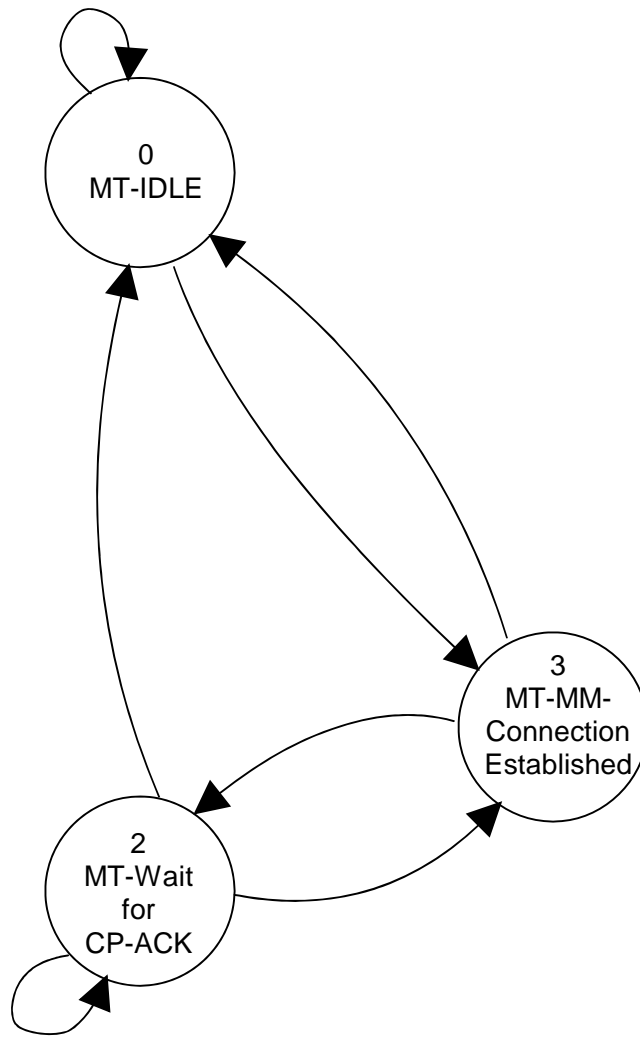 0
MT-IDLE
3
MT-MM-
Connection
Established
2
MT-Wait
for
CP-ACK